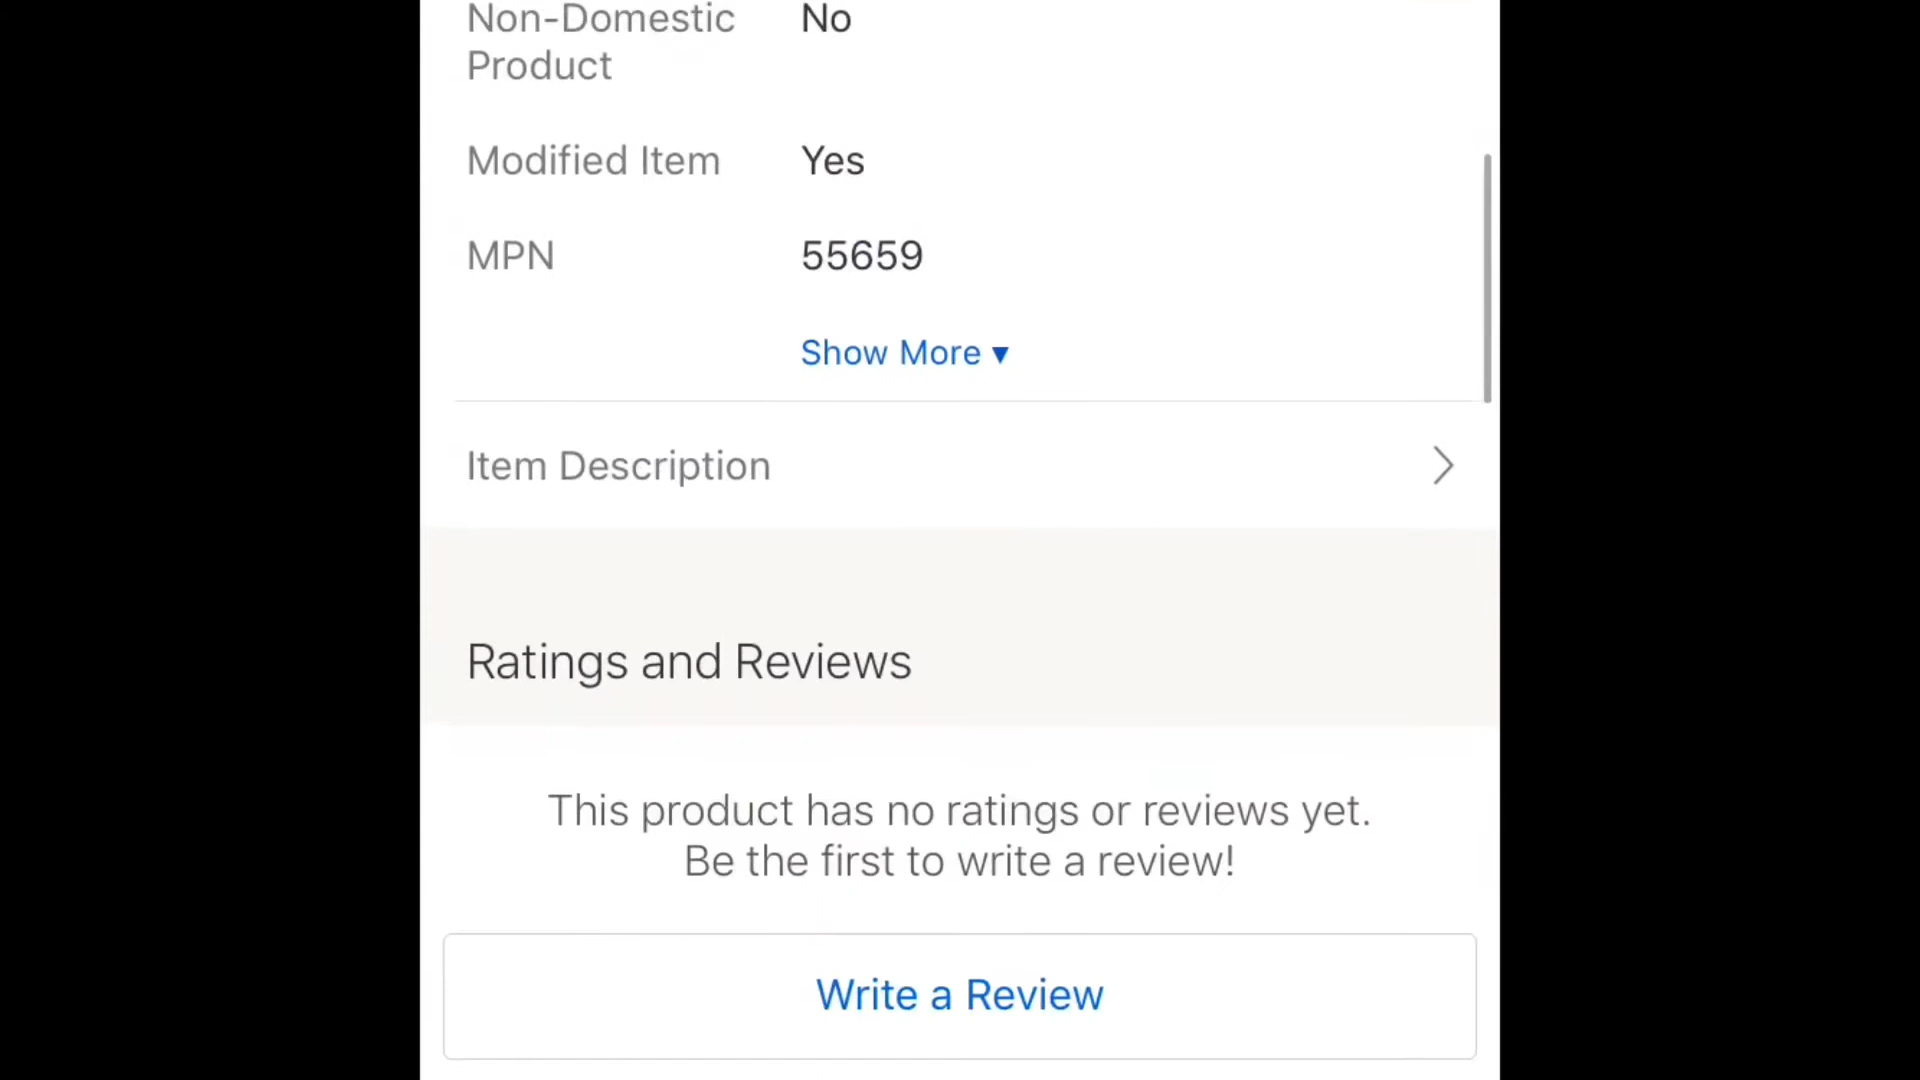 Non-Domestic No
Product
Modified Item Yes
MPN 55659
Show More ▼
Item Description
Ratings and Reviews
This product has no ratings or reviews yet.
Be the first to write a review!
Write a Review